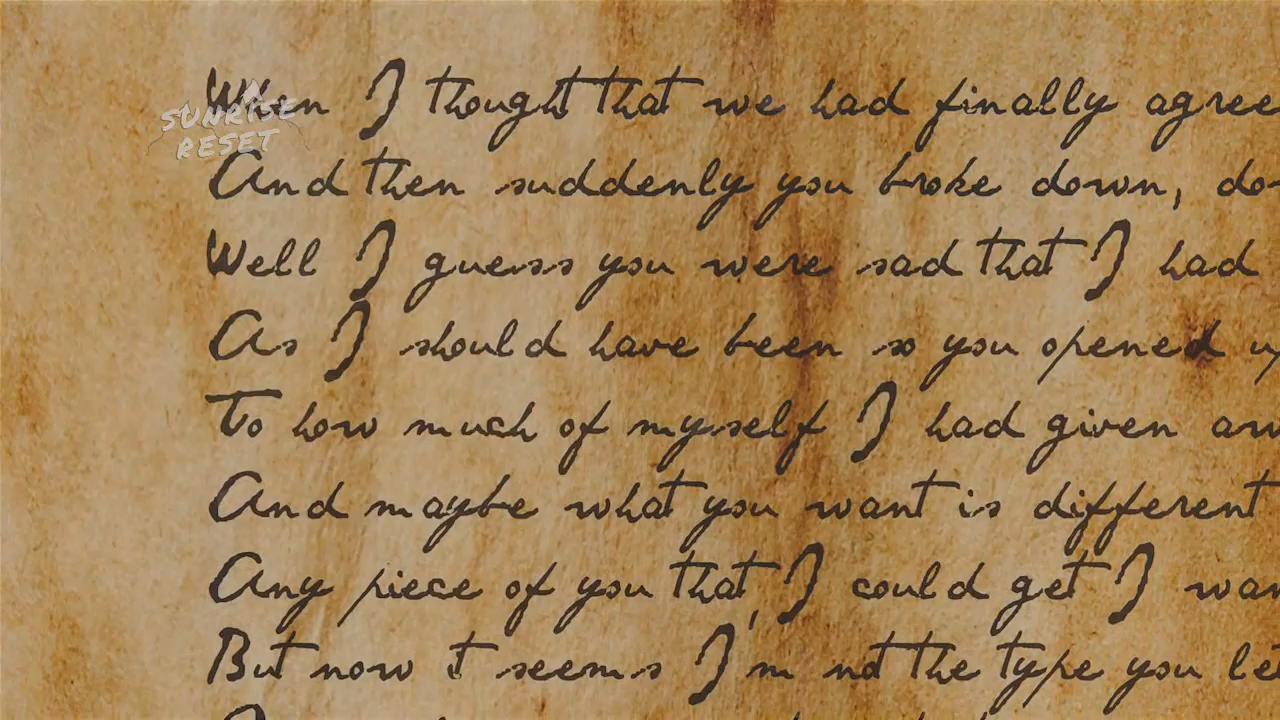 SUNRISE
RESET
When I thought that we had finally agree
And then suddenly you broke down, do
Well I guess you were sad that I had
As I should have been so you opened u
To how much of myself I had given aw
And maybe what you want is different
Any piece of you that, I could get I wan
But now it seems I'm not the type you le